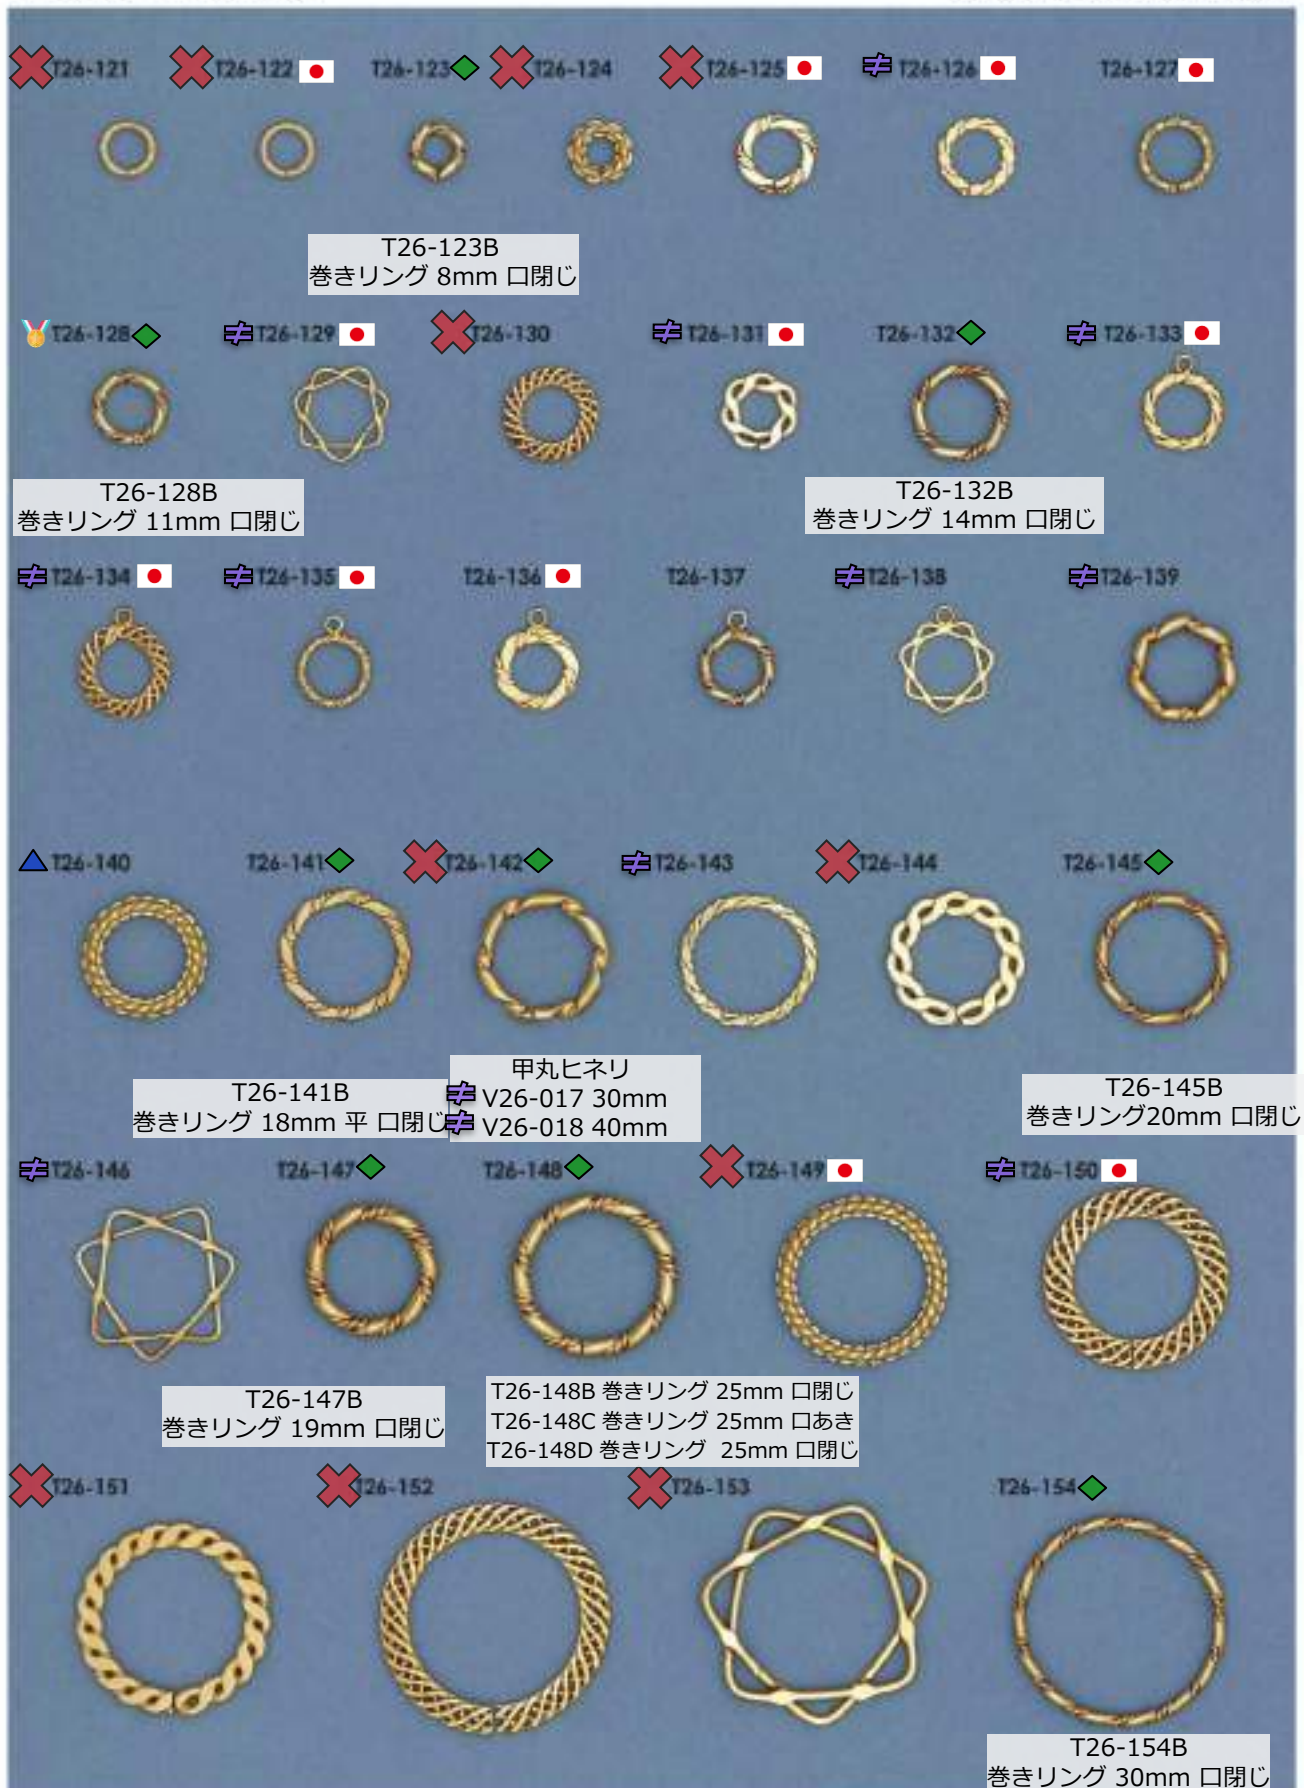 T26-121
T26-122
T26-123
T26-124
T26-125
T26-126
T26-127
T26-123B
巻きリング 8mm 口閉じ
T26-128
T26-129
T26-130
T26-131
T26-132
T26-133
T26-128B
巻きリング 11mm 口閉じ
T26-132B
巻きリング 14mm 口閉じ
T26-134
T26-135
T26-136
T26-137
T26-138
T26-139
T26-140
T26-141
T26-142
T26-143
T26-144
T26-145
T26-141B
巻きリング 18mm 平 口閉じ
甲丸ヒネリ
≠ V26-017 30mm
≠ V26-018 40mm
T26-145B
巻きリング20mm 口閉じ
T26-146
T26-147
T26-148
T26-149
T26-150
T26-147B
巻きリング 19mm 口閉じ
T26-148B 巻きリング 25mm 口閉じ
T26-148C 巻きリング 25mm 口あき
T26-148D 巻きリング 25mm 口閉じ
T26-151
T26-152
T26-153
T26-154
T26-154B
巻きリング 30mm 口閉じ